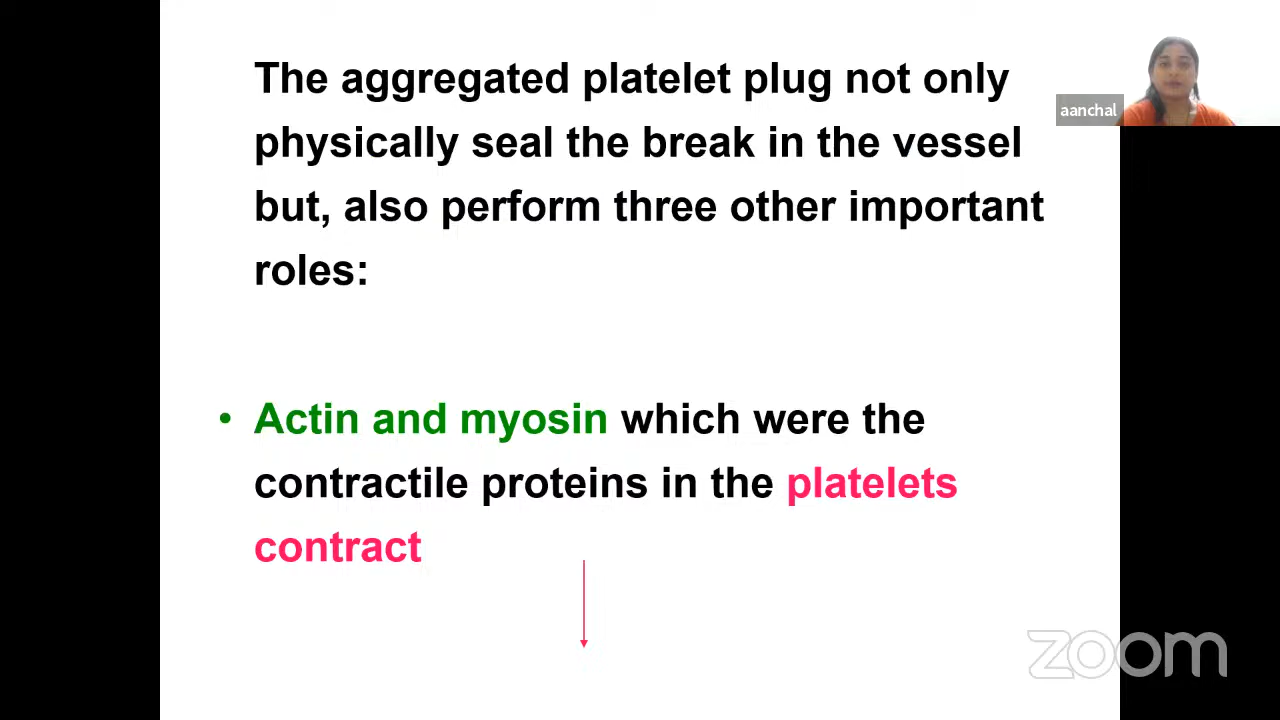 The aggregated platelet plug not only
physically seal the break in the vessel
but, also perform three other important
roles:
aanchal
• Actin and myosin which were the
contractile proteins in the platelets
contract
zoom